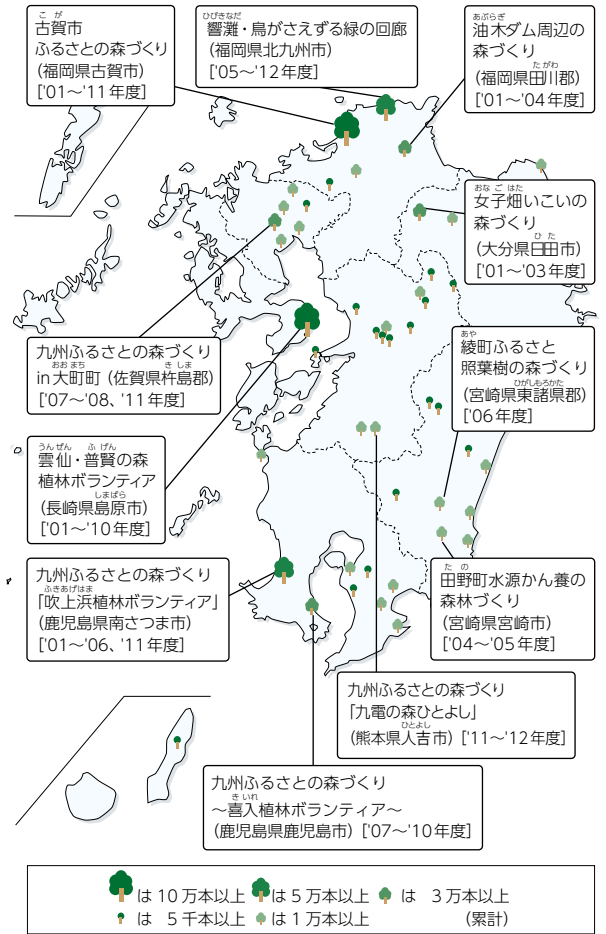 こが
古賀市
ふるさとの森づくり
(福岡県古賀市)
['01～'11年度]
ひびきなだ
響灘・鳥がさえずる緑の回廊
(福岡県北九州市)
['05～'12年度]
あぶらぎ
油木ダム周辺の
森づくり
たがわ
(福岡県田川郡)
['01～'04年度]
おなごはた
女子畑いこいの
森づくり
ひた
(大分県日田市)
['01～'03年度]
九州ふるさとの森づくり
おおまち きしま
in大町町 (佐賀県杵島郡)
['07～'08、'11年度]
あや
綾町ふるさと
照葉樹の森づくり
ひがしもろかた
(宮崎県東諸県郡)
['06年度]
うんぜん ふげん
雲仙・普賢の森
植林ボランティア
しまばら
(長崎県島原市)
['01～'10年度]
九州ふるさとの森づくり
ふきあげはま
「吹上浜植林ボランティア」
(鹿児島県南さつま市)
['01～'06、'11年度]
たの
田野町水源かん養の
森林づくり
(宮崎県宮崎市)
['04～'05年度]
九州ふるさとの森づくり
「九電の森ひとよし」
ひとよし
(熊本県人吉市) ['11～'12年度]
九州ふるさとの森づくり
きいれ
～喜入植林ボランティア～
(鹿児島県鹿児島市) ['07～'10年度]
は 10 万本以上 は 5 万本以上 は 3 万本以上
は 5 千本以上 は 1 万本以上 (累計)